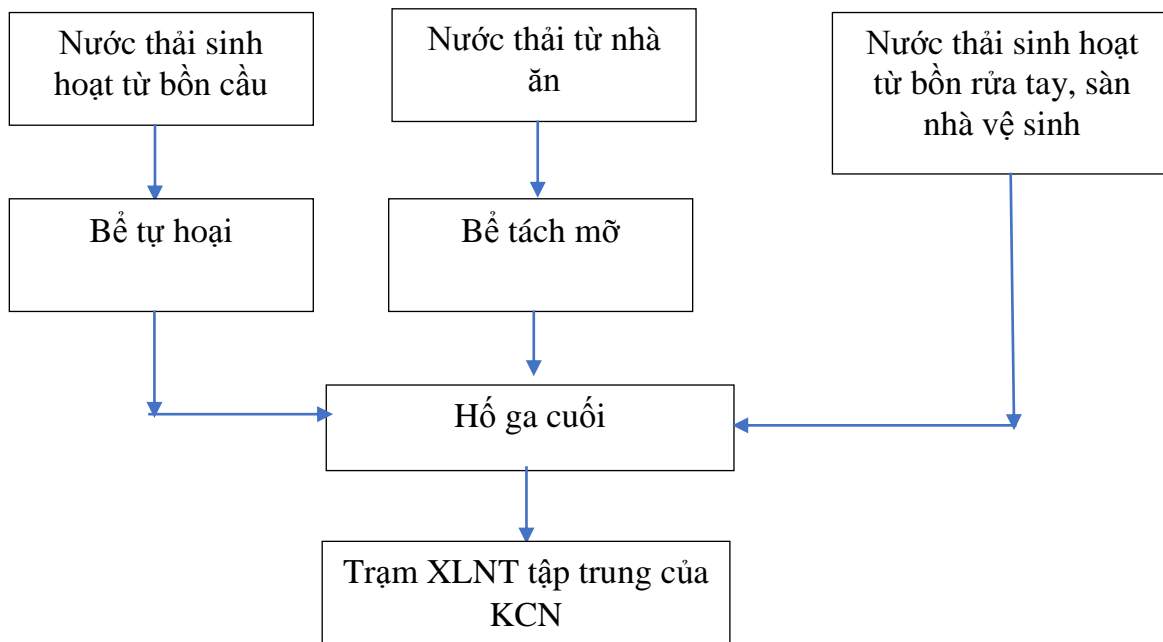 Nước thải sinh
hoạt từ bồn cầu
Nước thải từ nhà
ăn
Nước thải sinh hoạt
từ bồn rửa tay, sàn
nhà vệ sinh
Bể tự hoại
Bể tách mỡ
Hố ga cuối
Trạm XLNT tập trung của
KCN